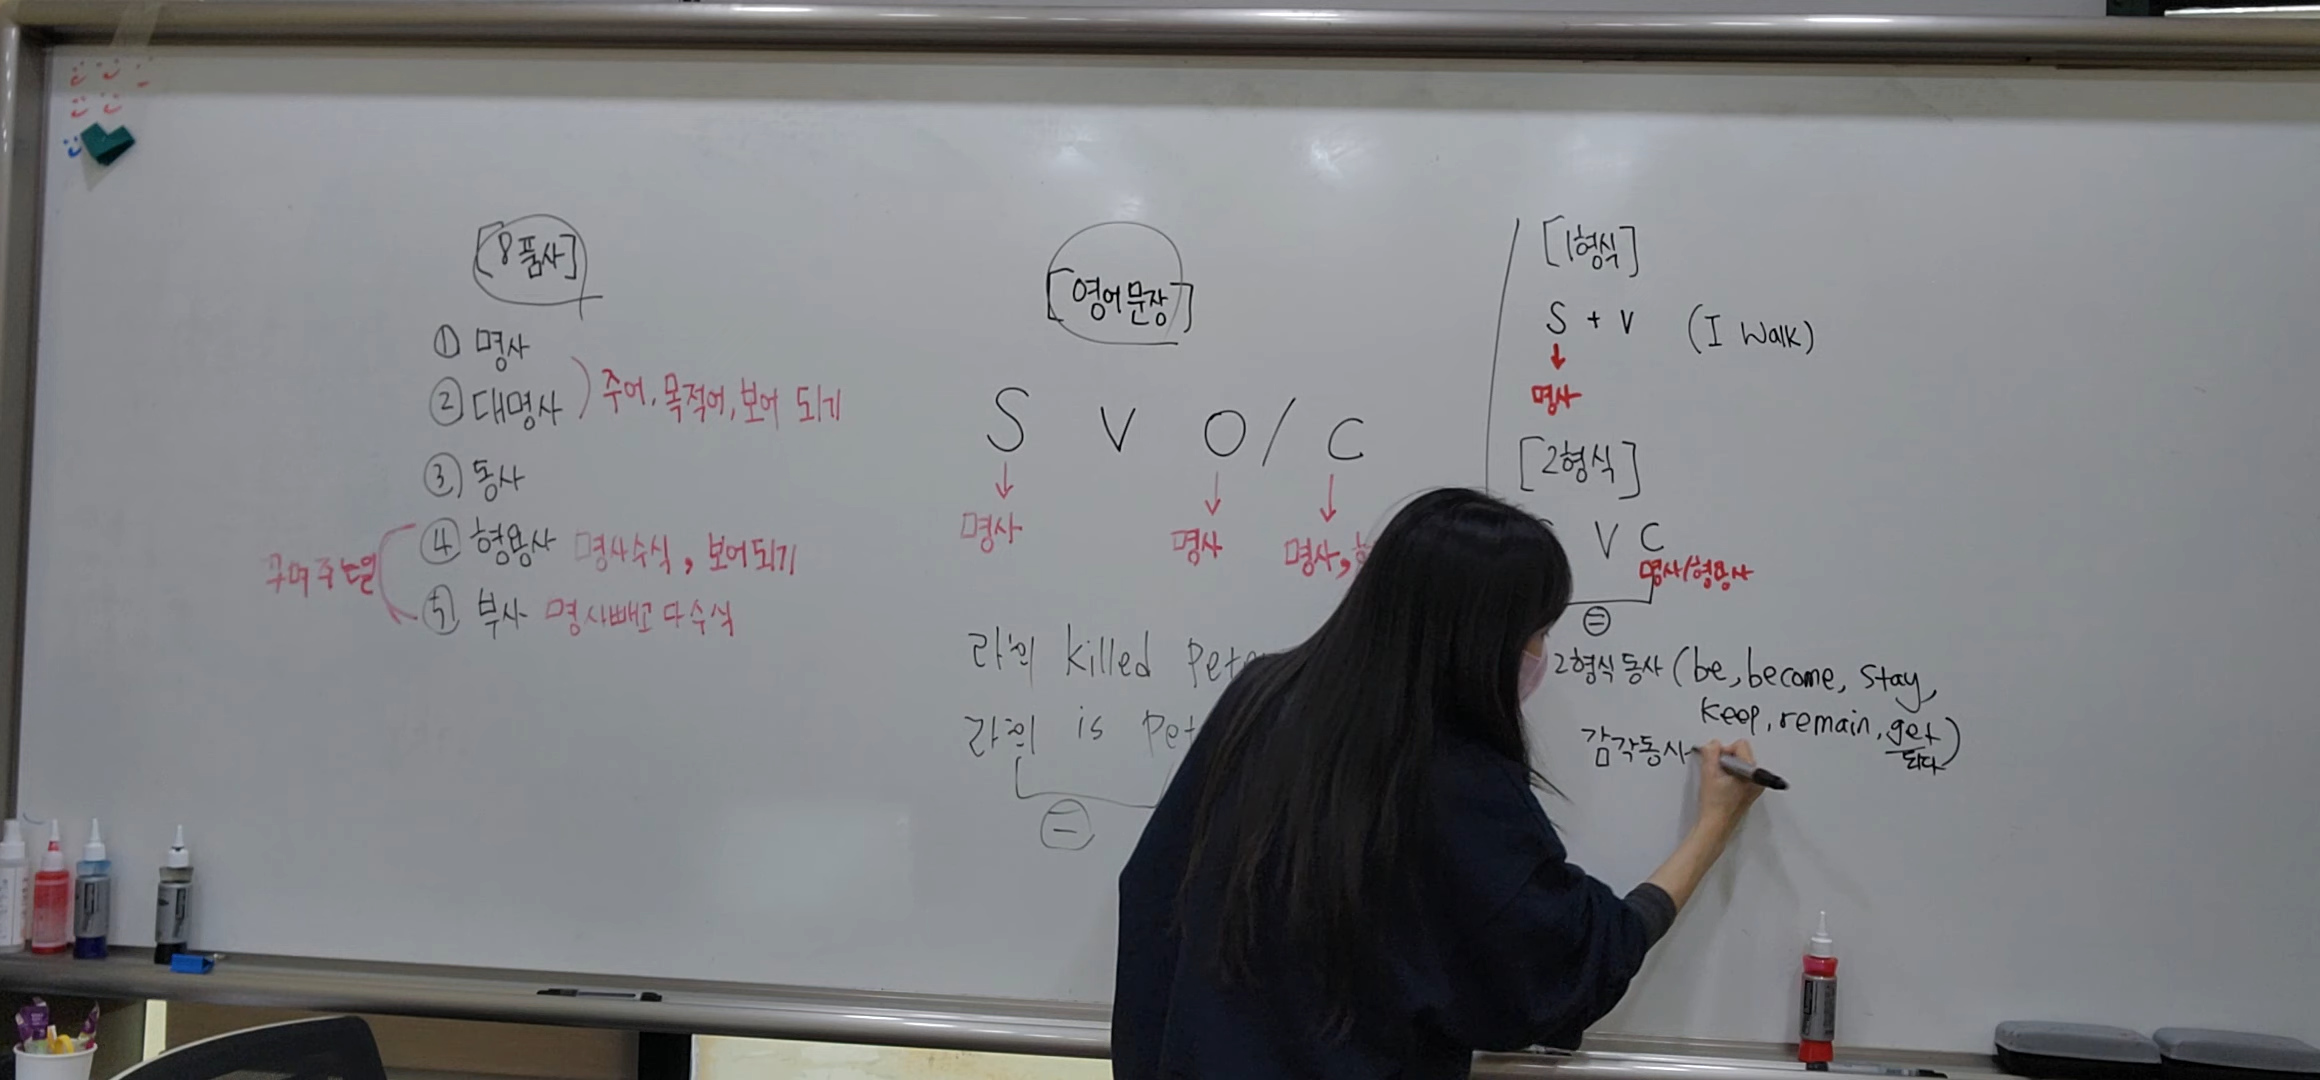 [8품사]
① 명사
② 대명사 ) 주어, 목적어, 보어 되기
③ 동사
④ 형용사 명사수식, 보어되기
꾸며주는얘
⑤ 부사 명사빼고 다 수식
[영어문장]
S V O / C
↓ ↓ ↓
명사 명사 명사,
라희 killed Pete
라희 is Pet
=
[1형식]
S + V (I walk)
↓
명사
[2형식]
V C
명사/형용사
=
2형식 동사 (be, become, stay,
keep, remain, get)
되다
감각동사